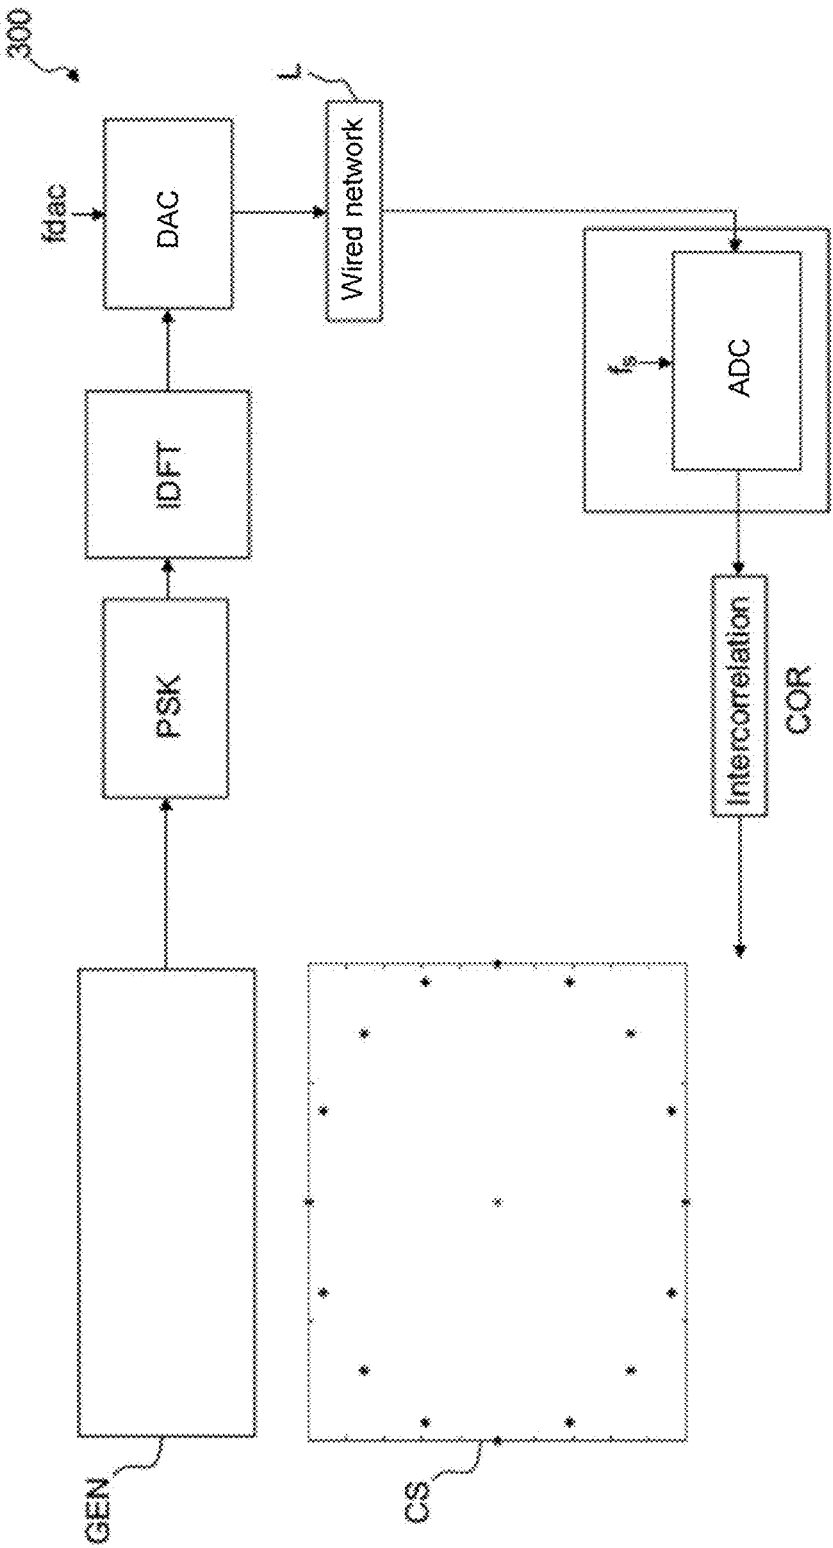 300
fdac
GEN
PSK
IDFT
DAC
L
Wired network
CS
fs
ADC
Intercorrelation
COR